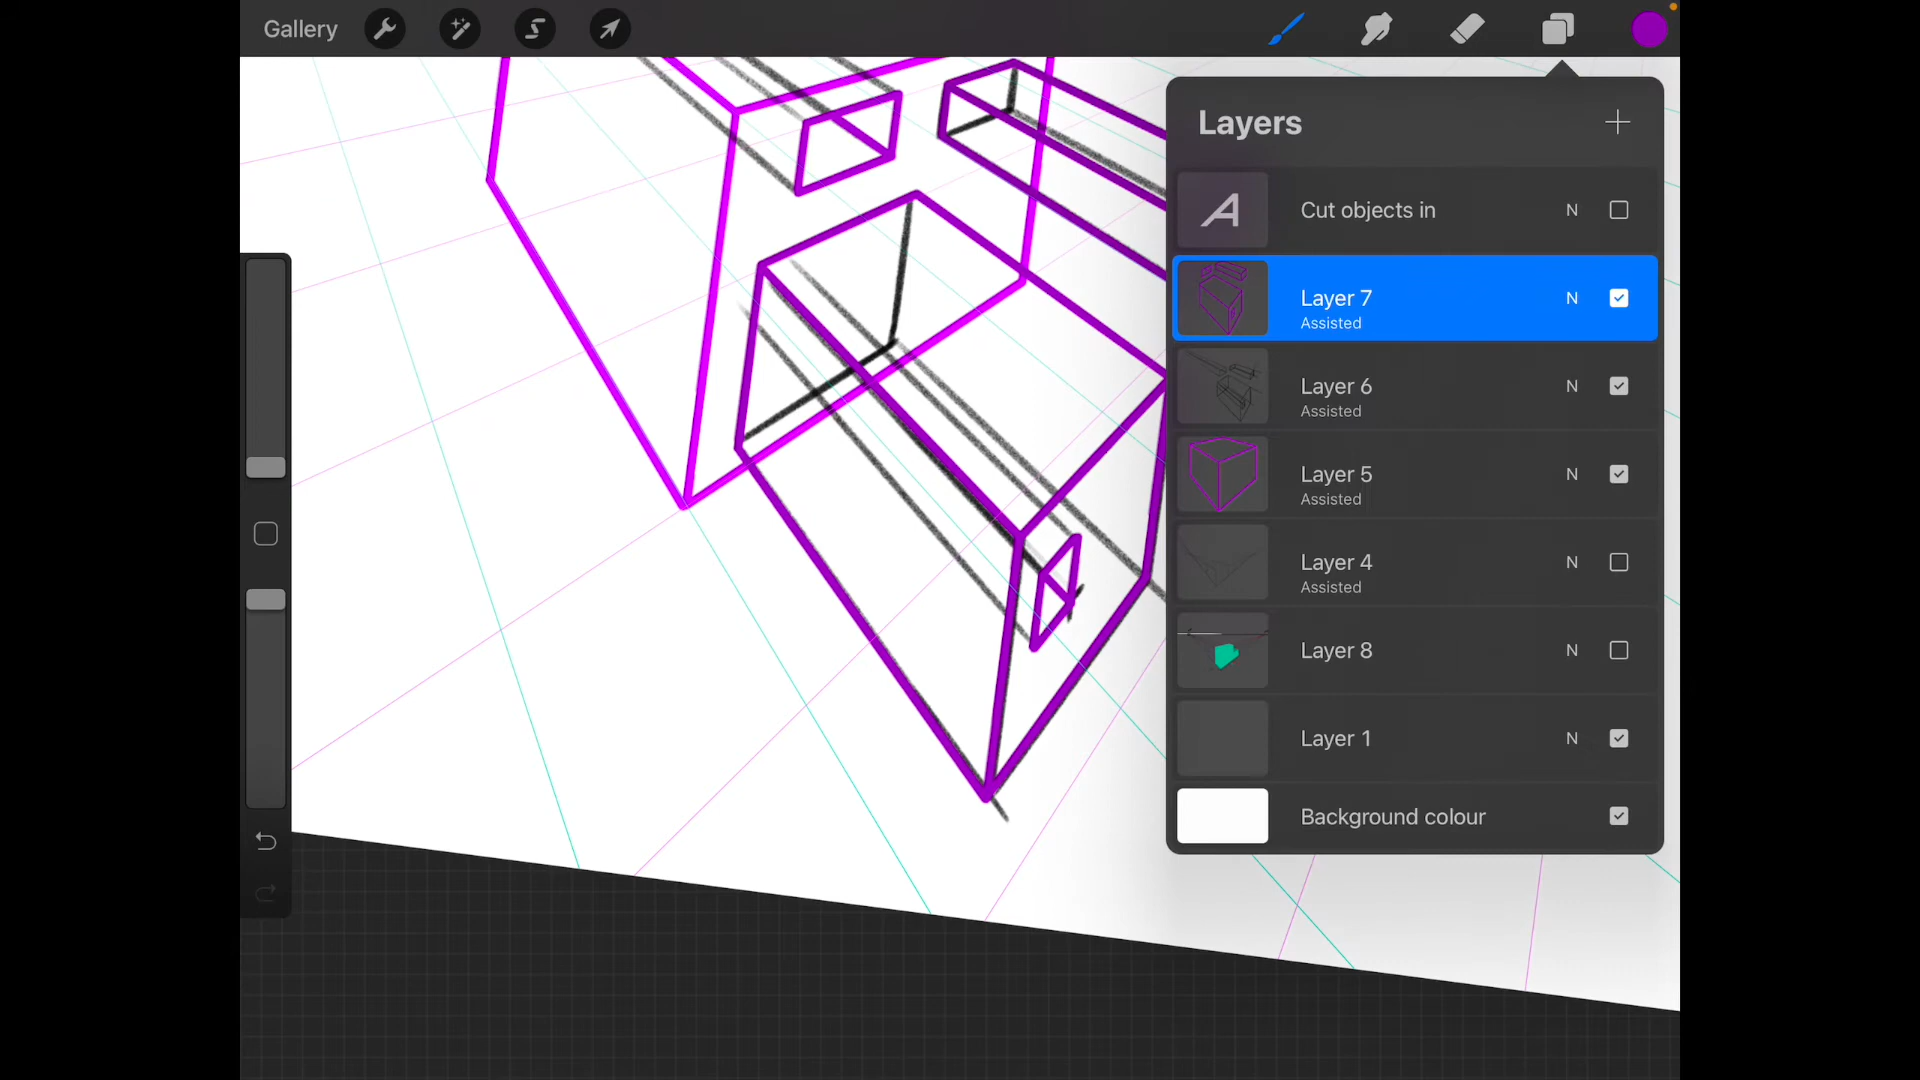 Gallery
Layers
A
Cut objects in
N
Layer 7
N
Assisted
Layer 6
N
Assisted
Layer 5
N
Assisted
Layer 4
N
Assisted
Layer 8
N
Layer 1
N
Background colour